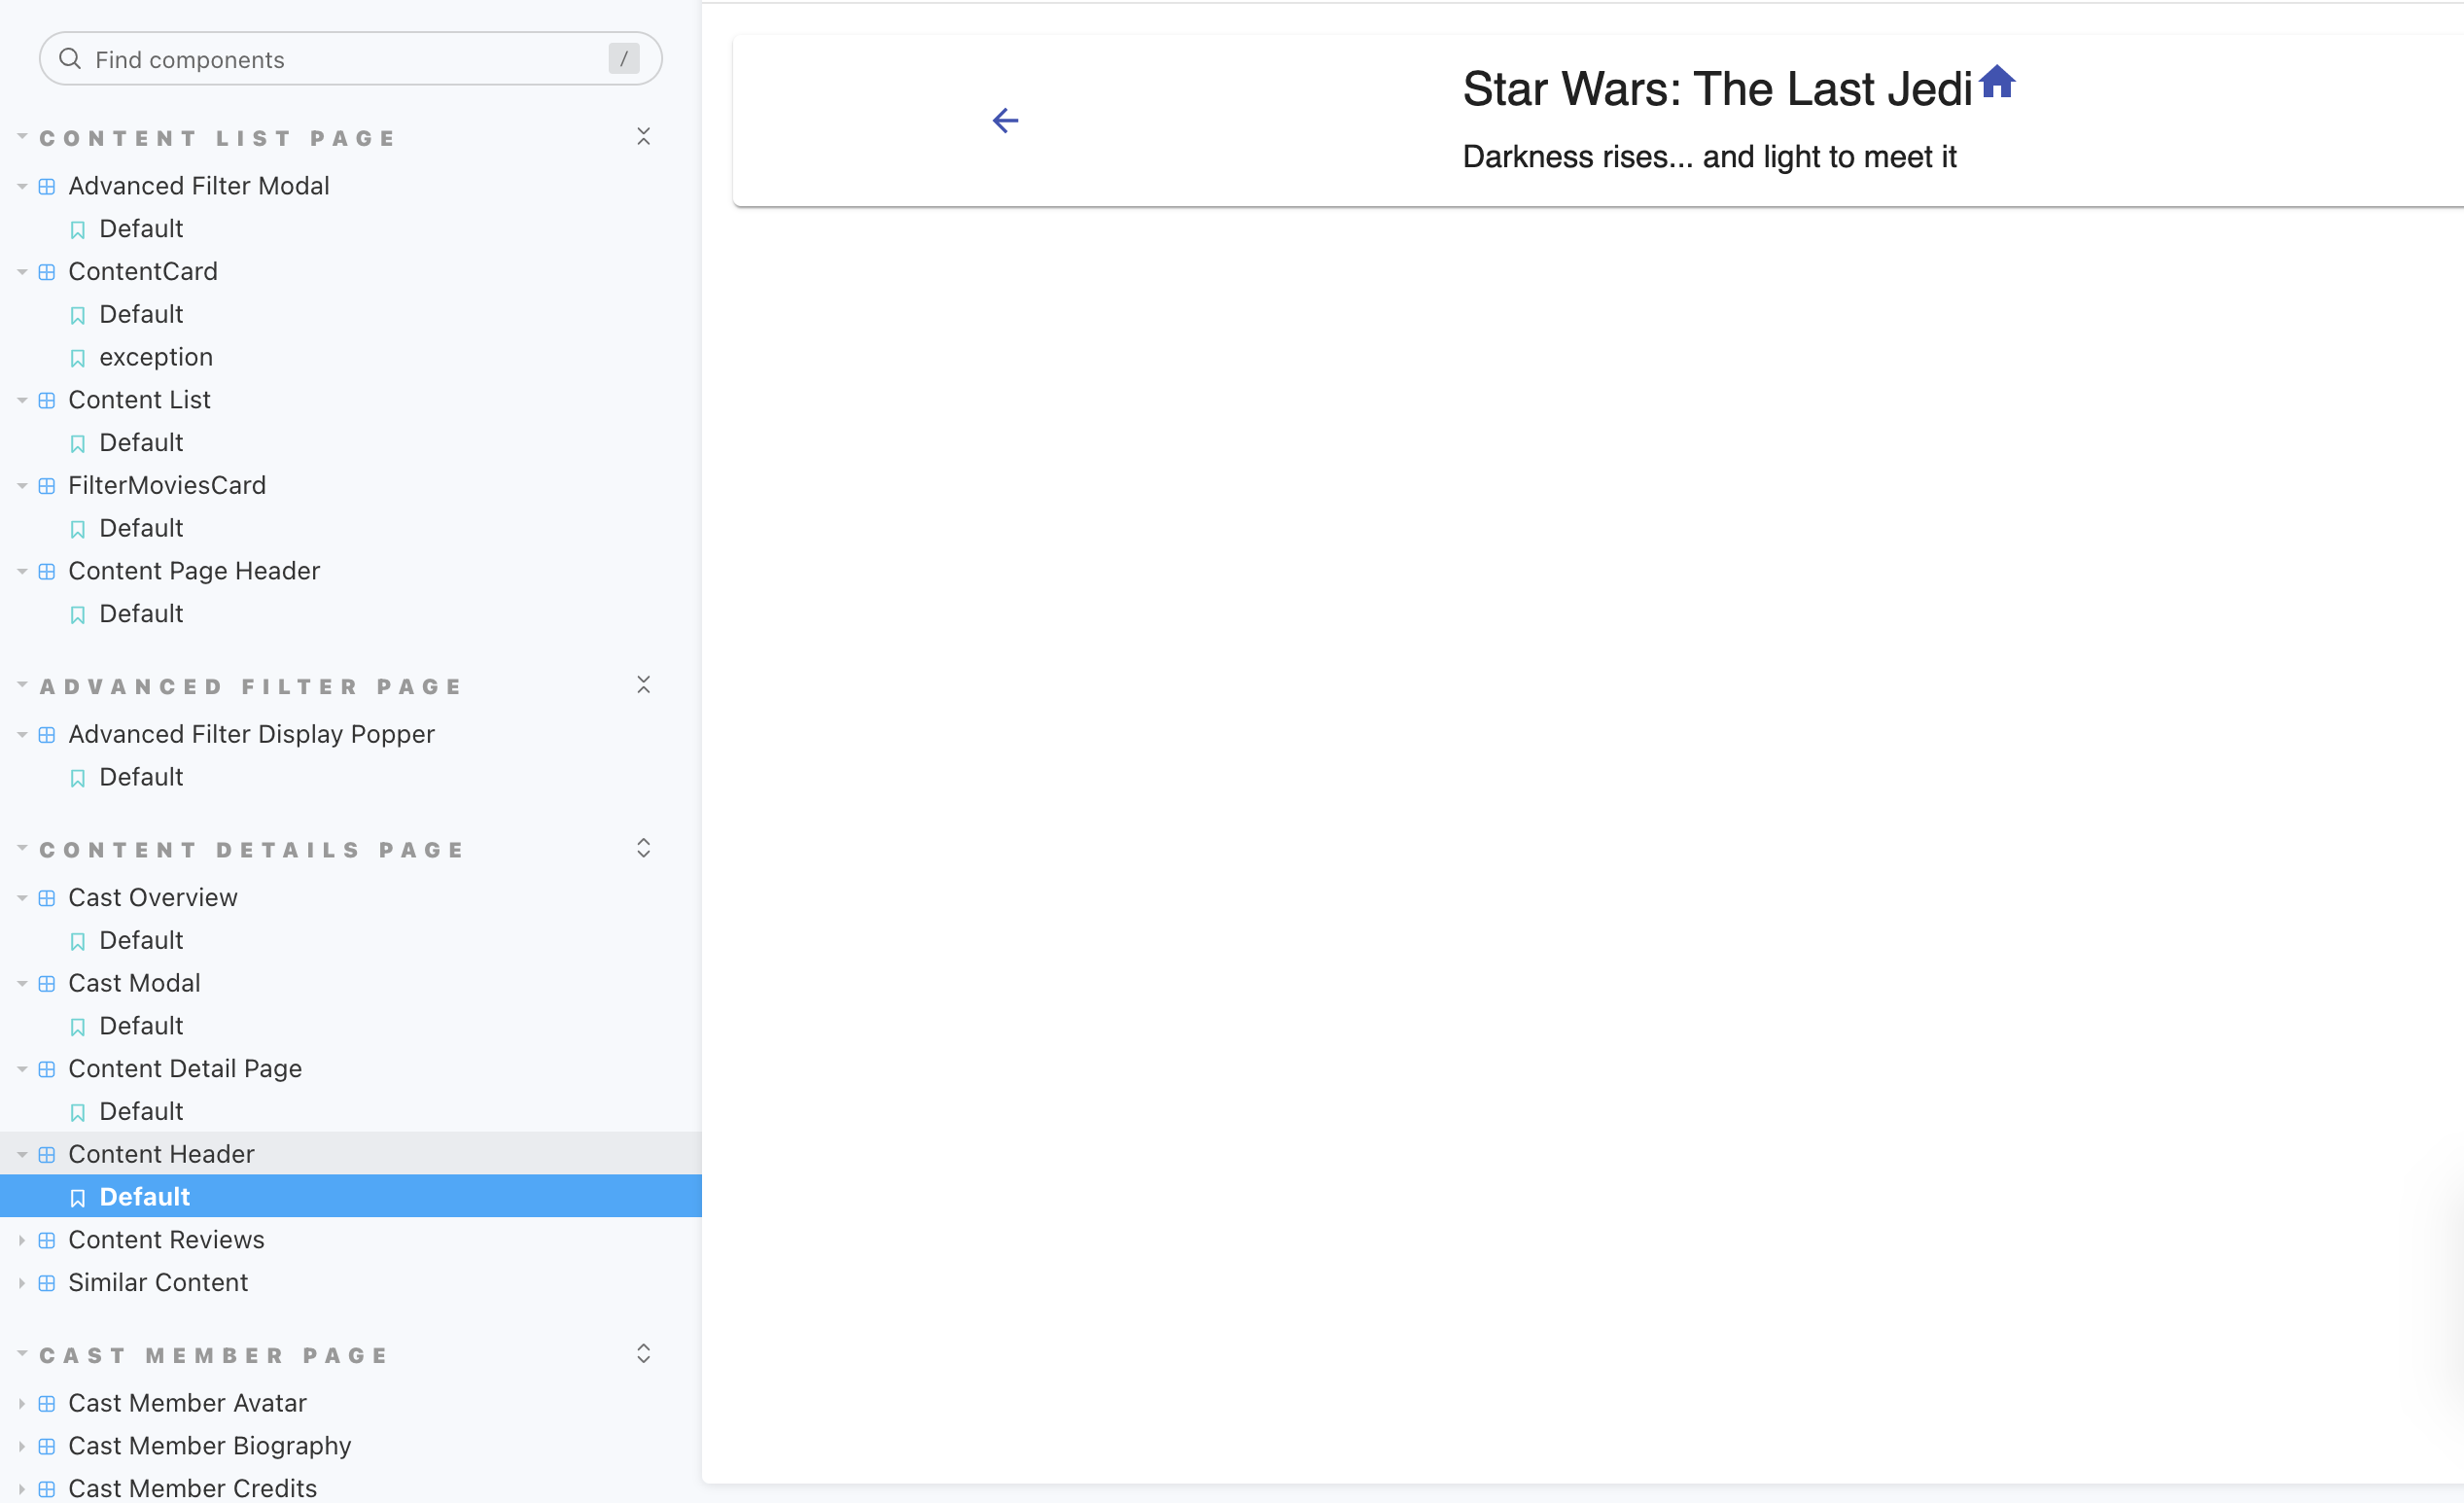 Find components /
CONTENT LIST PAGE
Advanced Filter Modal
Default
ContentCard
Default
exception
Content List
Default
FilterMoviesCard
Default
Content Page Header
Default
ADVANCED FILTER PAGE
Advanced Filter Display Popper
Default
CONTENT DETAILS PAGE
Cast Overview
Default
Cast Modal
Default
Content Detail Page
Default
Content Header
Default
Content Reviews
Similar Content
CAST MEMBER PAGE
Cast Member Avatar
Cast Member Biography
Cast Member Credits
Star Wars: The Last Jedi
Darkness rises... and light to meet it